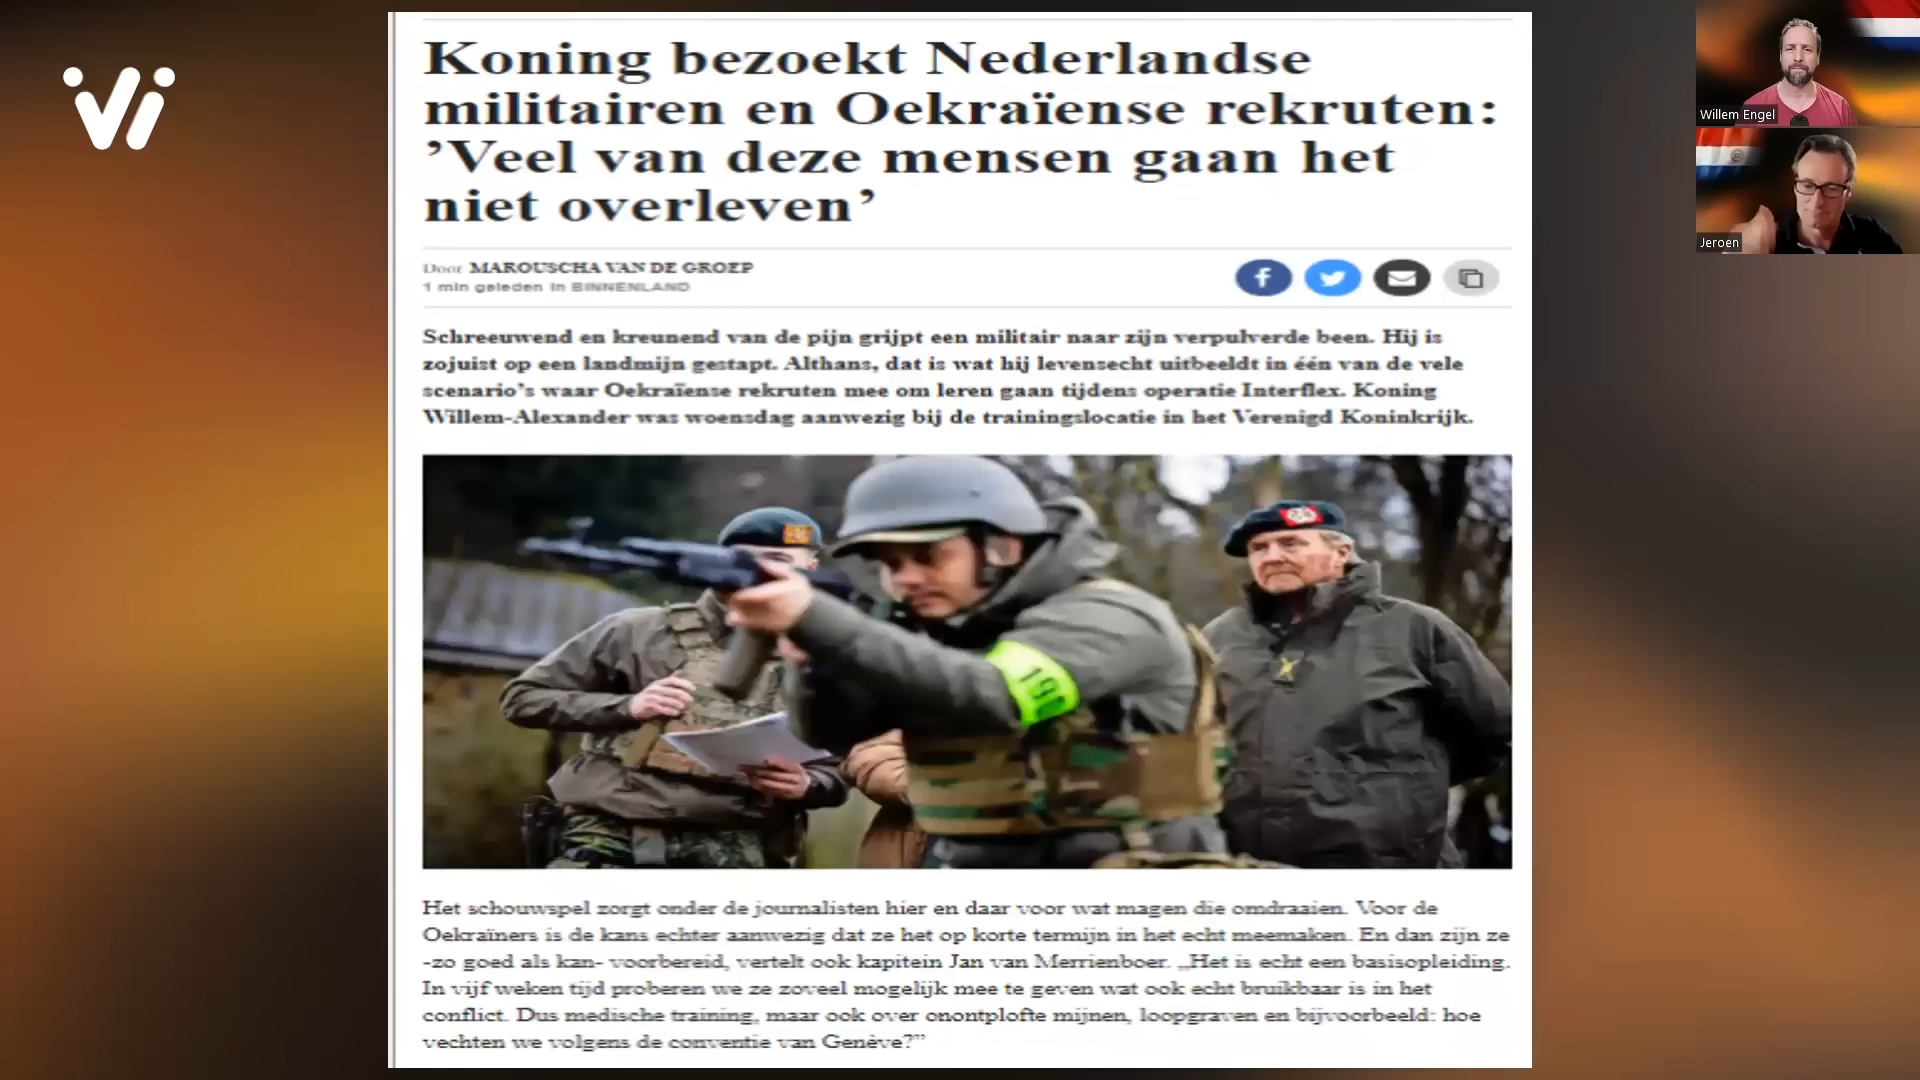 Vi
Koning bezoekt Nederlandse
militairen en Oekraïense rekruten:
’Veel van deze mensen gaan het
niet overleven’
Door MAROUSCHA VAN DE GROEP
1 min geleden in BINNENLAND
Schreeuwend en kreunend van de pijn grijpt een militair naar zijn verpulverde been. Hij is
zojuist op een landmijn gestapt. Althans, dat is wat hij levensecht uitbeeldt in één van de vele
scenario’s waar Oekraïense rekruten mee om leren gaan tijdens operatie Interflex. Koning
Willem-Alexander was woensdag aanwezig bij de trainingslocatie in het Verenigd Koninkrijk.
Het schouwspel zorgt onder de journalisten hier en daar voor wat magen die omdraaien. Voor de
Oekraïners is de kans echter aanwezig dat ze het op korte termijn in het echt meemaken. En dan zijn ze
-zo goed als kan- voorbereid, vertelt ook kapitein Jan van Merrienboer. „Het is echt een basisopleiding.
In vijf weken tijd proberen we ze zoveel mogelijk mee te geven wat ook echt bruikbaar is in het
conflict. Dus medische training, maar ook over onontplofte mijnen, loopgraven en bijvoorbeeld: hoe
vechten we volgens de conventie van Genève?”
Willem Engel
Jeroen